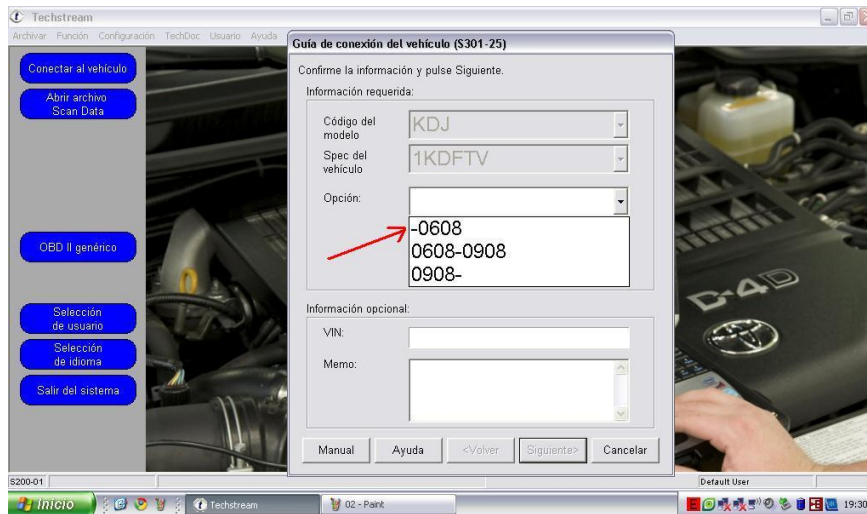 Techstream
Archivar Función Configuración TechDoc Usuario Ayuda
Conectar al vehículo
Abrir archivo
Scan Data
OBD II genérico
Selección
de usuario
Selección
de idioma
Salir del sistema
Guía de conexión del vehículo (S301-25)
Confirme la información y pulse Siguiente.
Información requerida:
Código del
modelo
KDJ
Spec del
vehículo
1KDFTV
Opción:
-0608
0608-0908
0908-
Información opcional:
VIN:
Memo:
Manual
Ayuda
<Volver
Siguiente>
Cancelar
D-4D
S200-01
Default User
Inicio
Techstream
02 - Paint
19:30